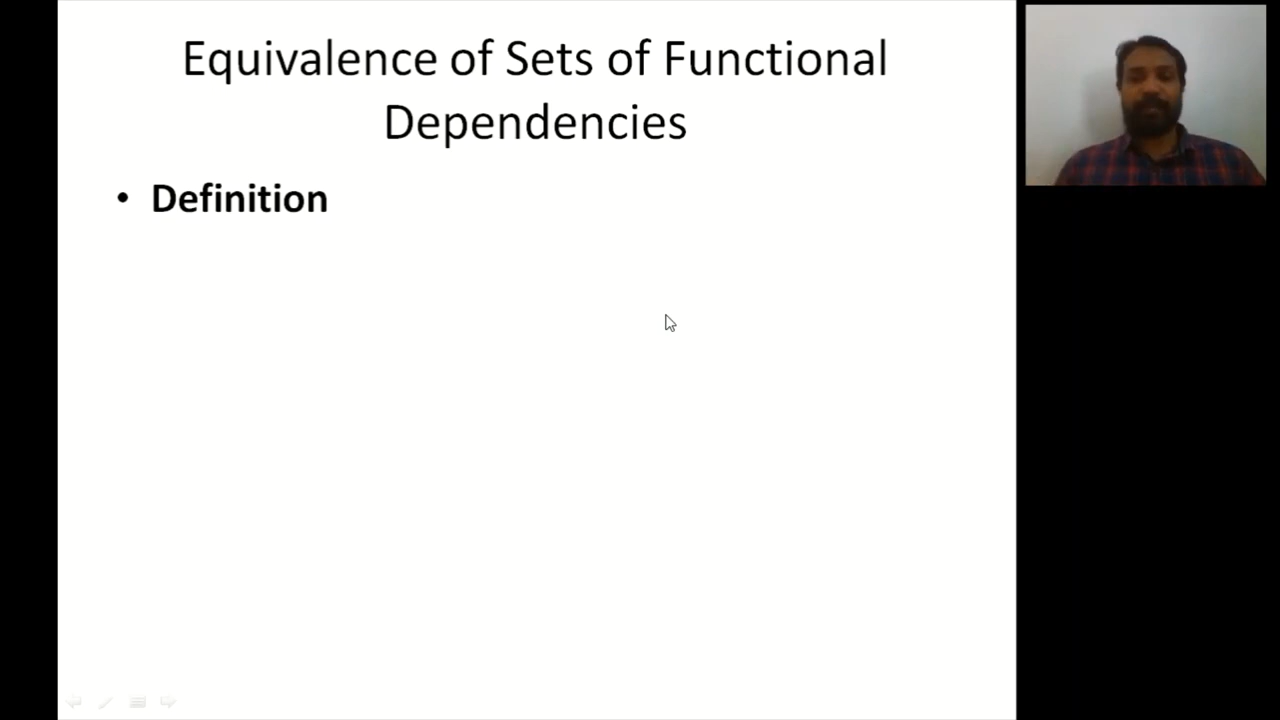 Equivalence of Sets of Functional
Dependencies
• Definition